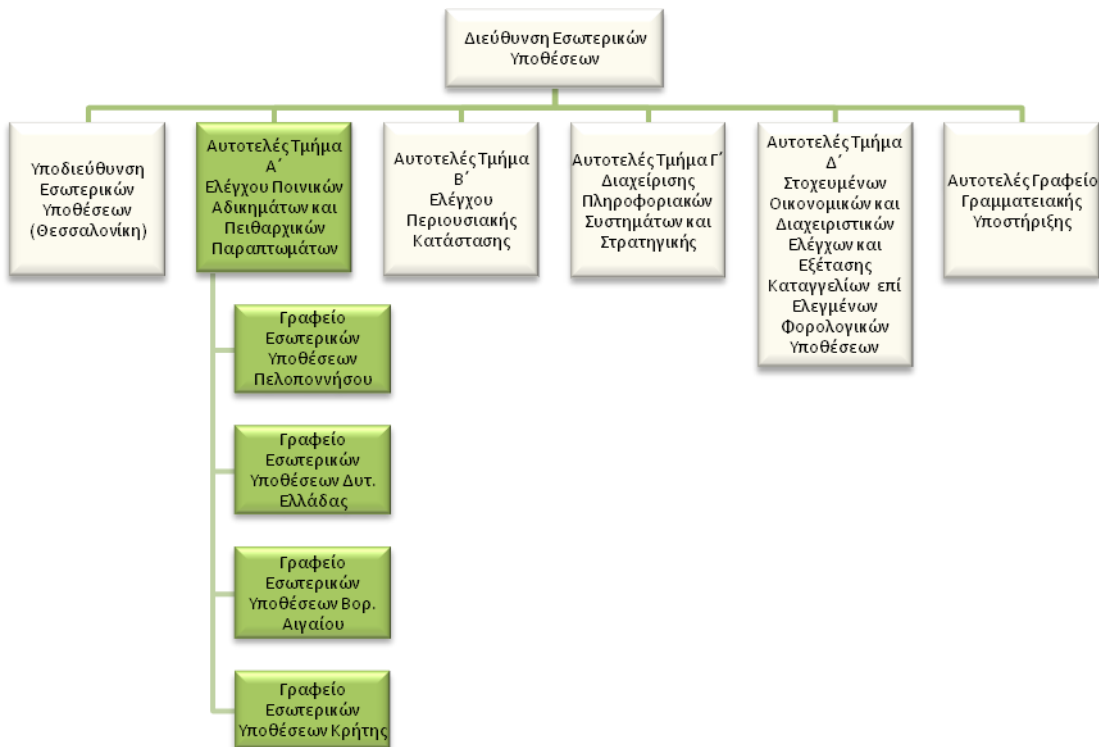 Διεύθυνση Εσωτερικών
Υποθέσεων
Υποδιεύθυνση
Εσωτερικών
Υποθέσεων
(Θεσσαλονίκη)
Αυτοτελές Τμήμα
Α΄
Ελέγχου Ποινικών
Αδικημάτων και
Πειθαρχικών
Παραπτωμάτων
Αυτοτελές Τμήμα
Β΄
Ελέγχου
Περιουσιακής
Κατάστασης
Αυτοτελές Τμήμα Γ΄
Διαχείρισης
Πληροφοριακών
Συστημάτων και
Στρατηγικής
Αυτοτελές Τμήμα
Δ΄
Στοχευμένων
Οικονομικών και
Διαχειριστικών
Ελέγχων και
Εξέτασης
Καταγγελίων επί
Ελεγμένων
Φορολογικών
Υποθέσεων
Αυτοτελές Γραφείο
Γραμματειακής
Υποστήριξης
Γραφείο
Εσωτερικών
Υποθέσεων
Πελοποννήσου
Γραφείο
Εσωτερικών
Υποθέσεων Δυτ.
Ελλάδας
Γραφείο
Εσωτερικών
Υποθέσεων Βορ.
Αιγαίου
Γραφείο
Εσωτερικών
Υποθέσεων Κρήτης